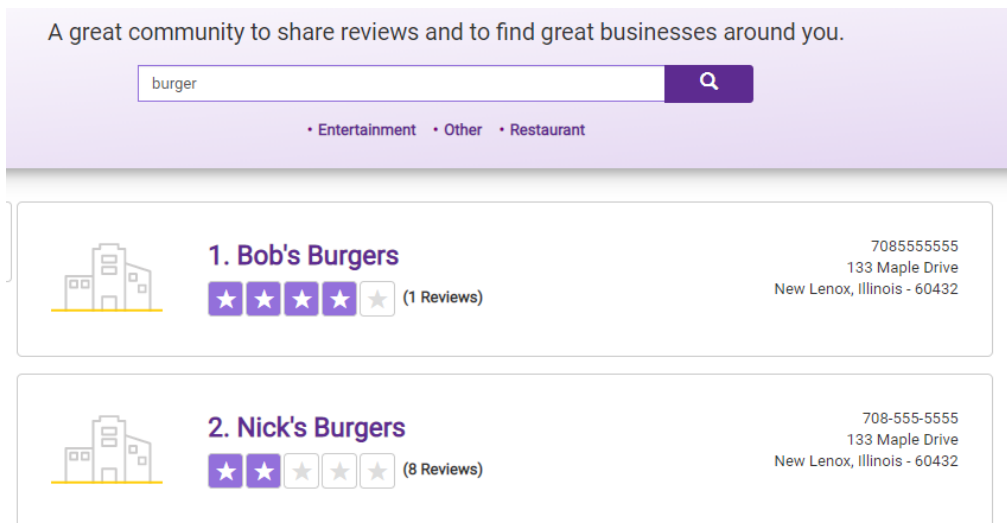 A great community to share reviews and to find great businesses around you.
burger
• Entertainment • Other • Restaurant
1. Bob's Burgers
(1 Reviews)
7085555555
133 Maple Drive
New Lenox, Illinois - 60432
2. Nick's Burgers
(8 Reviews)
708-555-5555
133 Maple Drive
New Lenox, Illinois - 60432